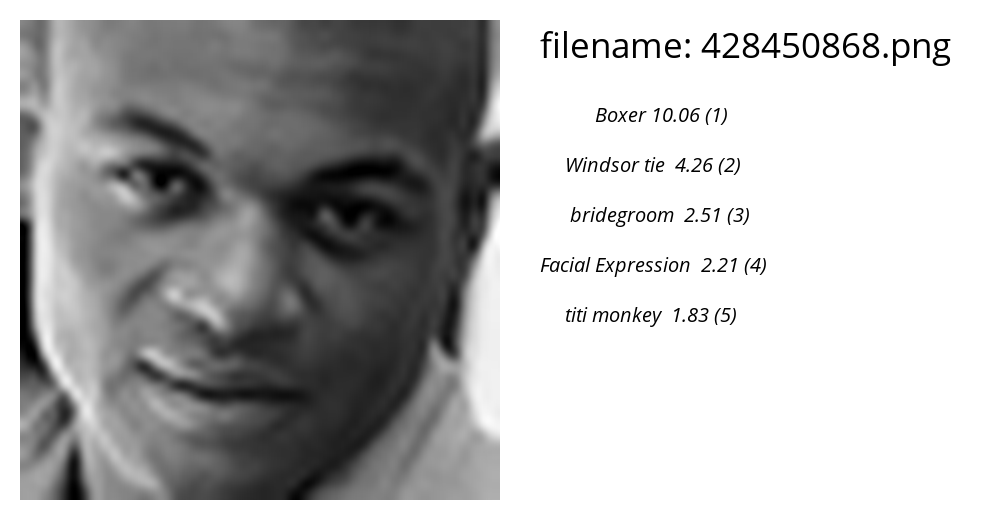 filename: 428450868.png
Boxer 10.06 (1)
Windsor tie 4.26 (2)
bridegroom 2.51 (3)
Facial Expression 2.21 (4)
titi monkey 1.83 (5)